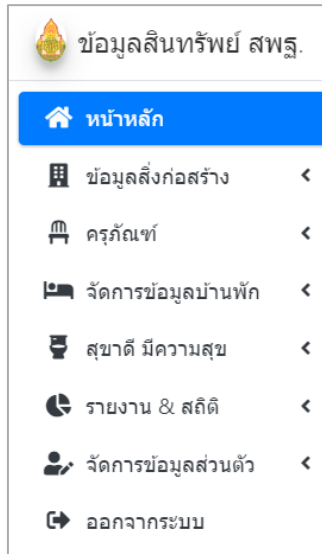 ข้อมูลสินทรัพย์ สพฐ.
หน้าหลัก
ข้อมูลสิ่งก่อสร้าง
ครุภัณฑ์
จัดการข้อมูลบ้านพัก
สุขาดี มีความสุข
รายงาน & สถิติ
จัดการข้อมูลส่วนตัว
ออกจากระบบ